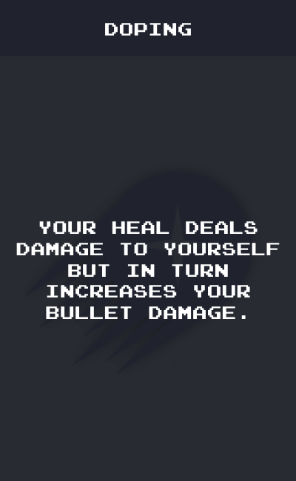 DOPING
YOUR HEAL DEALS
DAMAGE TO YOURSELF
BUT IN TURN
INCREASES YOUR
BULLET DAMAGE.